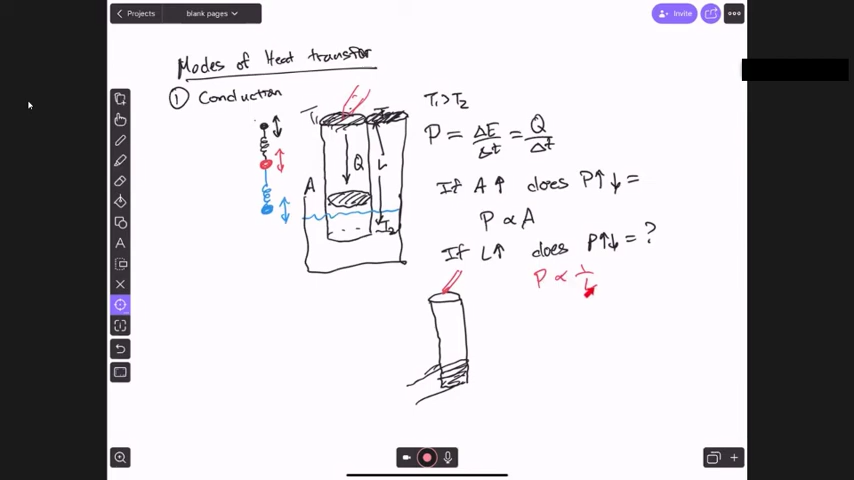 Projects
blank pages
Invite
Modes of Heat transfer
① Conduction
T₁ T₁
T₁>T₂
P = ΔE/Δt = Q/Δt
Q
L
A
If A↑ does P↑↓ =
P ∝ A
T₂
If L↑ does P↑↓ = ?
P ∝ 1/L